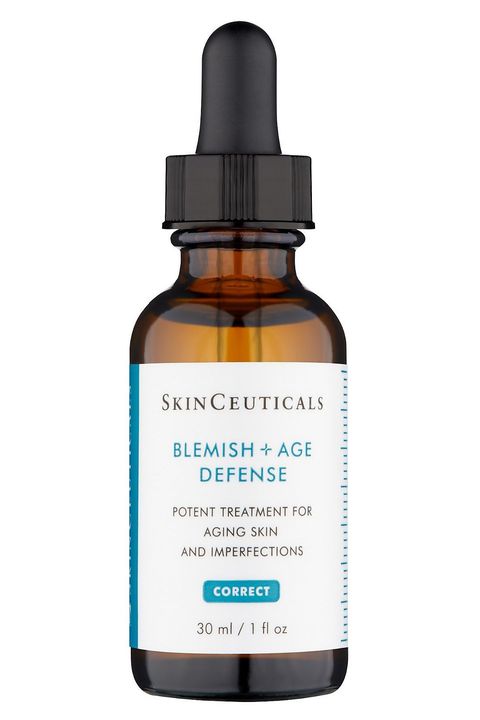 SKINCEUTICALS
BLEMISH + AGE
DEFENSE
POTENT TREATMENT FOR
AGING SKIN
AND IMPERFECTIONS
CORRECT
30 ml / 1 fl oz